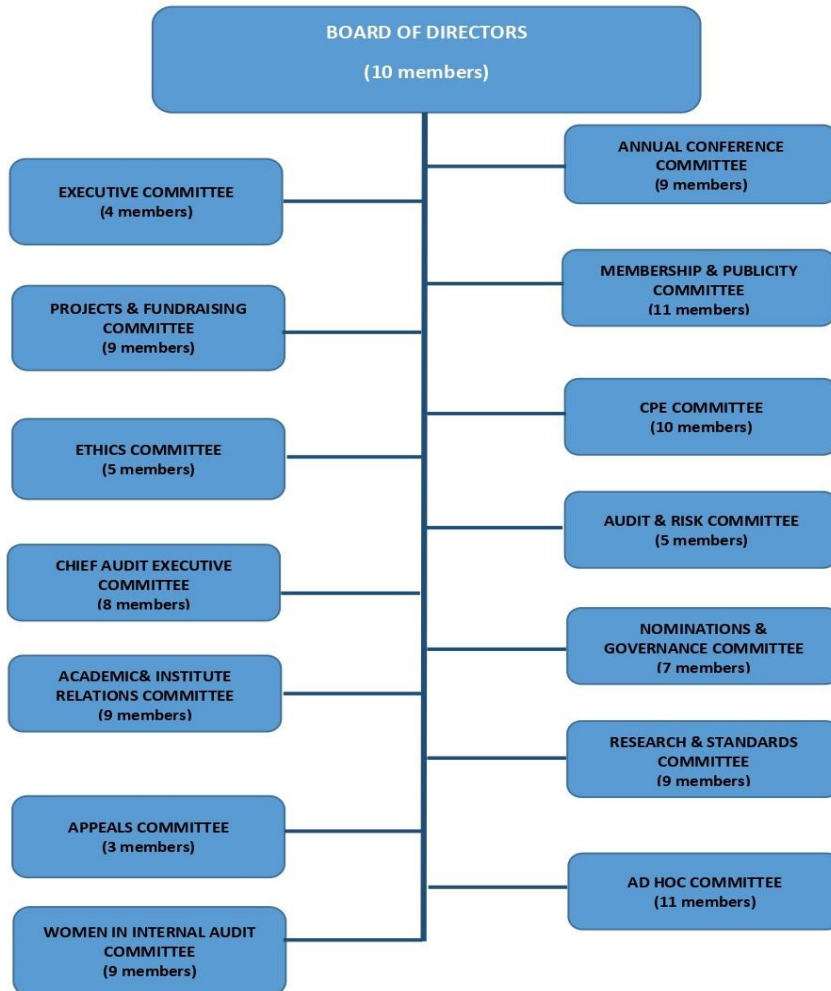 BOARD OF DIRECTORS
(10 members)
EXECUTIVE COMMITTEE
(4 members)
PROJECTS & FUNDRAISING
COMMITTEE
(9 members)
ETHICS COMMITTEE
(5 members)
CHIEF AUDIT EXECUTIVE
COMMITTEE
(8 members)
ACADEMIC& INSTITUTE
RELATIONS COMMITTEE
(9 members)
APPEALS COMMITTEE
(3 members)
WOMEN IN INTERNAL AUDIT
COMMITTEE
(9 members)
ANNUAL CONFERENCE
COMMITTEE
(9 members)
MEMBERSHIP & PUBLICITY
COMMITTEE
(11 members)
CPE COMMITTEE
(10 members)
AUDIT & RISK COMMITTEE
(5 members)
NOMINATIONS &
GOVERNANCE COMMITTEE
(7 members)
RESEARCH & STANDARDS
COMMITTEE
(9 members)
AD HOC COMMITTEE
(11 members)